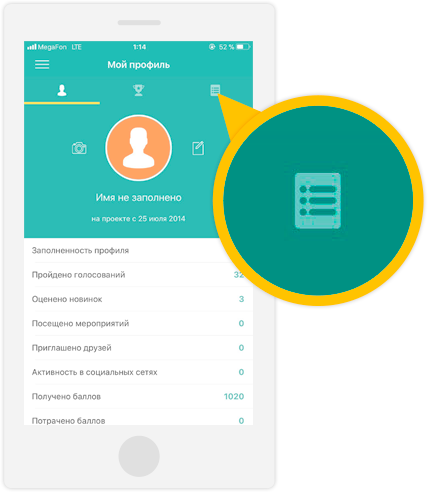 MegaFon LTE 1:14 52 %
Мой профиль
Имя не заполнено
на проекте с 25 июля 2014
Заполненность профиля
Пройдено голосований 32
Оценено новинок 3
Посещено мероприятий 0
Приглашено друзей 0
Активность в социальных сетях 0
Получено баллов 1020
Потрачено баллов 0